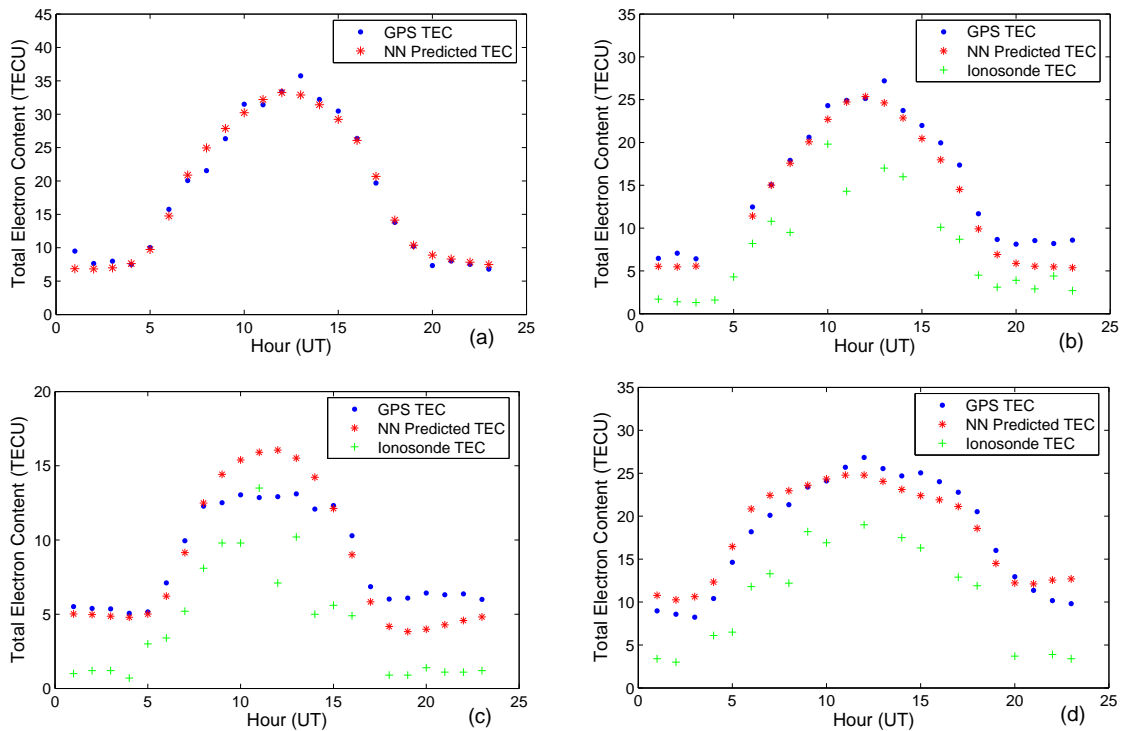 45
40
35
30
25
20
15
10
5
0
Total Electron Content (TECU)
GPS TEC
NN Predicted TEC
0 5 10 15 20 25
Hour (UT)
(a)
35
30
25
20
15
10
5
0
Total Electron Content (TECU)
GPS TEC
NN Predicted TEC
Ionosonde TEC
0 5 10 15 20 25
Hour (UT)
(b)
20
15
10
5
0
Total Electron Content (TECU)
GPS TEC
NN Predicted TEC
Ionosonde TEC
0 5 10 15 20 25
Hour (UT)
(c)
35
30
25
20
15
10
5
0
Total Electron Content (TECU)
GPS TEC
NN Predicted TEC
Ionosonde TEC
0 5 10 15 20 25
Hour (UT)
(d)